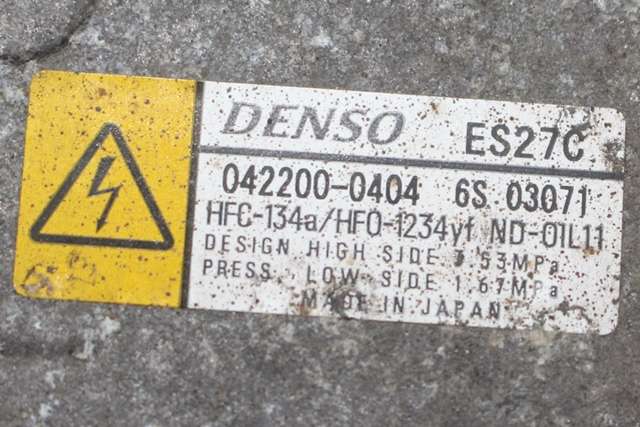 DENSO ES27C
042200-0404 6S 03071
HFC-134a/HFO-1234yf ND-OIL11
DESIGN HIGH SIDE 3.53MPa
PRESS. LOW SIDE 1.67MPa
MADE IN JAPAN